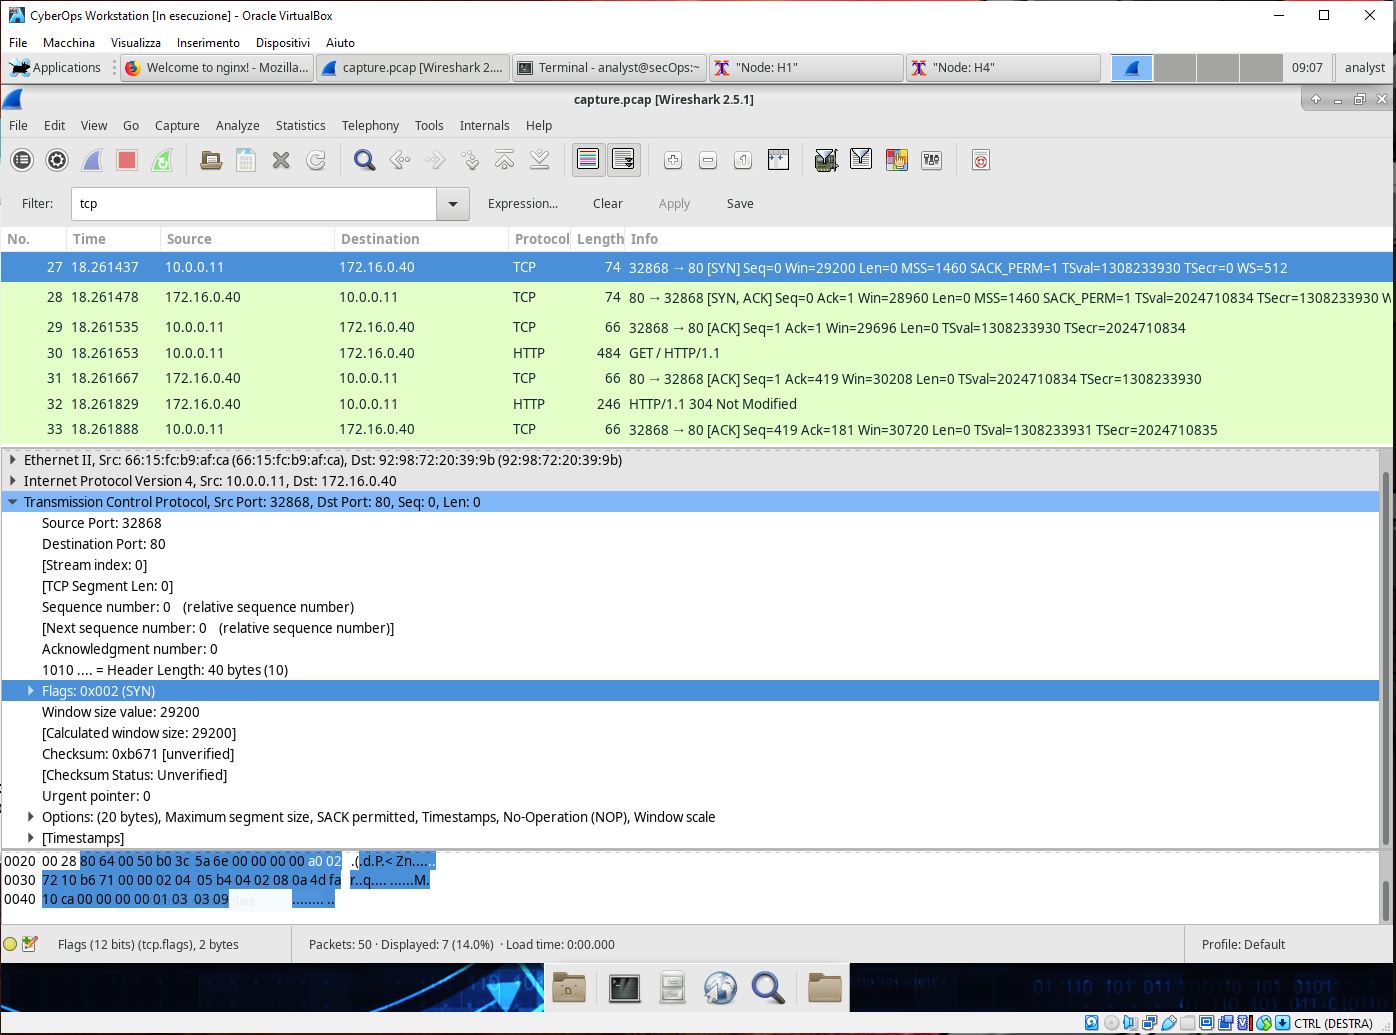 CyberOps Workstation [In esecuzione] - Oracle VirtualBox
File Macchina Visualizza Inserimento Dispositivi Aiuto
Applications Welcome to nginx! - Mozilla... capture.pcap [Wireshark 2.... Terminal - analyst@secOps:~ "Node: H1" "Node: H4" 09:07 analyst
capture.pcap [Wireshark 2.5.1]
File Edit View Go Capture Analyze Statistics Telephony Tools Internals Help
Filter: tcp Expression... Clear Apply Save
No. Time Source Destination Protocol Length Info
27 18.261437 10.0.0.11 172.16.0.40 TCP 74 32868 → 80 [SYN] Seq=0 Win=29200 Len=0 MSS=1460 SACK_PERM=1 TSval=1308233930 TSecr=0 WS=512
28 18.261478 172.16.0.40 10.0.0.11 TCP 74 80 → 32868 [SYN, ACK] Seq=0 Ack=1 Win=28960 Len=0 MSS=1460 SACK_PERM=1 TSval=2024710834 TSecr=1308233930 W
29 18.261535 10.0.0.11 172.16.0.40 TCP 66 32868 → 80 [ACK] Seq=1 Ack=1 Win=29696 Len=0 TSval=1308233930 TSecr=2024710834
30 18.261653 10.0.0.11 172.16.0.40 HTTP 484 GET / HTTP/1.1
31 18.261667 172.16.0.40 10.0.0.11 TCP 66 80 → 32868 [ACK] Seq=1 Ack=419 Win=30208 Len=0 TSval=2024710834 TSecr=1308233930
32 18.261829 172.16.0.40 10.0.0.11 HTTP 246 HTTP/1.1 304 Not Modified
33 18.261888 10.0.0.11 172.16.0.40 TCP 66 32868 → 80 [ACK] Seq=419 Ack=181 Win=30720 Len=0 TSval=1308233931 TSecr=2024710835
Ethernet II, Src: 66:15:fc:b9:af:ca (66:15:fc:b9:af:ca), Dst: 92:98:72:20:39:9b (92:98:72:20:39:9b)
Internet Protocol Version 4, Src: 10.0.0.11, Dst: 172.16.0.40
Transmission Control Protocol, Src Port: 32868, Dst Port: 80, Seq: 0, Len: 0
Source Port: 32868
Destination Port: 80
[Stream index: 0]
[TCP Segment Len: 0]
Sequence number: 0 (relative sequence number)
[Next sequence number: 0 (relative sequence number)]
Acknowledgment number: 0
1010 .... = Header Length: 40 bytes (10)
Flags: 0x002 (SYN)
Window size value: 29200
[Calculated window size: 29200]
Checksum: 0xb671 [unverified]
[Checksum Status: Unverified]
Urgent pointer: 0
Options: (20 bytes), Maximum segment size, SACK permitted, Timestamps, No-Operation (NOP), Window scale
[Timestamps]
0020 00 28 80 64 00 50 b0 3c 5a 6e 00 00 00 00 a0 02 .(.d.P.< Zn......
0030 72 10 b6 71 00 00 02 04 05 b4 04 02 08 0a 4d fa r..q.... ......M.
0040 10 ca 00 00 00 00 01 03 03 09 ........ ..
Flags (12 bits) (tcp.flags), 2 bytes Packets: 50 · Displayed: 7 (14.0%) · Load time: 0:00.000 Profile: Default
CTRL (DESTRA)